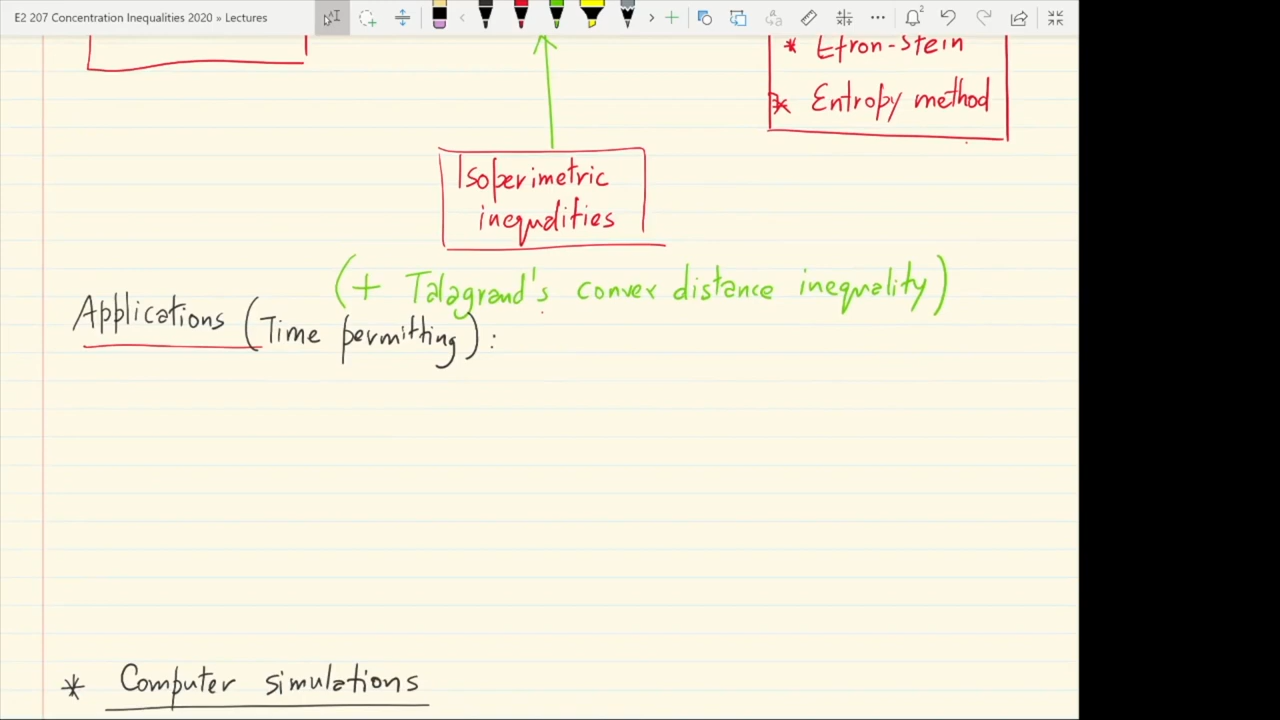 E2 207 Concentration Inequalities 2020 » Lectures
* Efron-Stein
* Entropy method
Isoperimetric
inequalities
(+ Talagrand's convex distance inequality)
Applications (Time permitting):
* Computer simulations